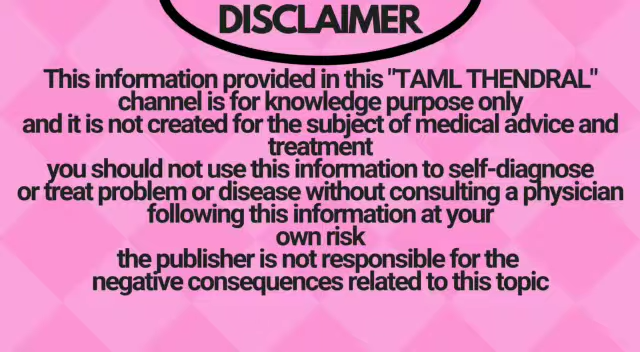 DISCLAIMER
This information provided in this "TAML THENDRAL"
channel is for knowledge purpose only
and it is not created for the subject of medical advice and
treatment
you should not use this information to self-diagnose
or treat problem or disease without consulting a physician
following this information at your
own risk
the publisher is not responsible for the
negative consequences related to this topic